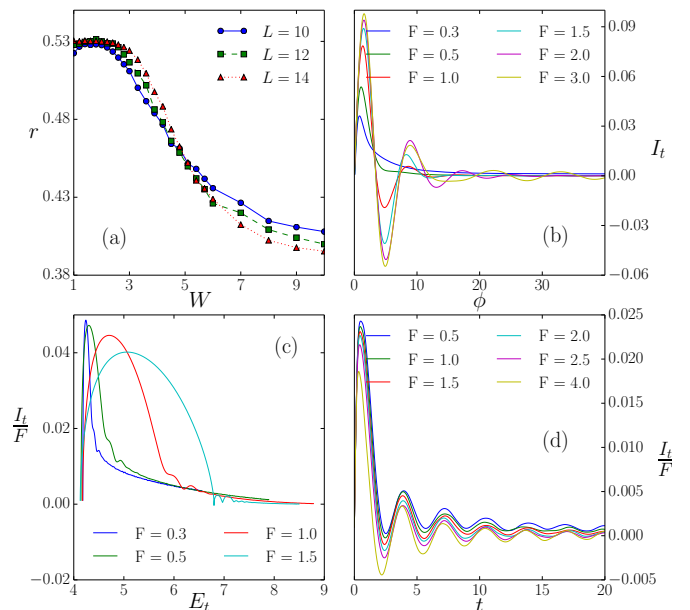 0.53
0.48
0.43
0.38
r
1
3
5
7
9
10
W
L = 10
L = 12
L = 14
(a)
F = 0.3
F = 0.5
F = 1.0
F = 1.5
F = 2.0
F = 3.0
0.09
0.06
0.03
0.00
−0.03
−0.06
I_t
0
10
20
30
ϕ
(b)
0.04
0.02
0.00
−0.02
I_t
F
4
5
6
7
8
9
E_t
(c)
F = 0.3
F = 0.5
F = 1.0
F = 1.5
F = 0.5
F = 1.0
F = 1.5
F = 2.0
F = 2.5
F = 4.0
0.025
0.020
0.015
0.010
0.005
0.000
−0.005
I_t
F
0
5
10
15
20
t
(d)